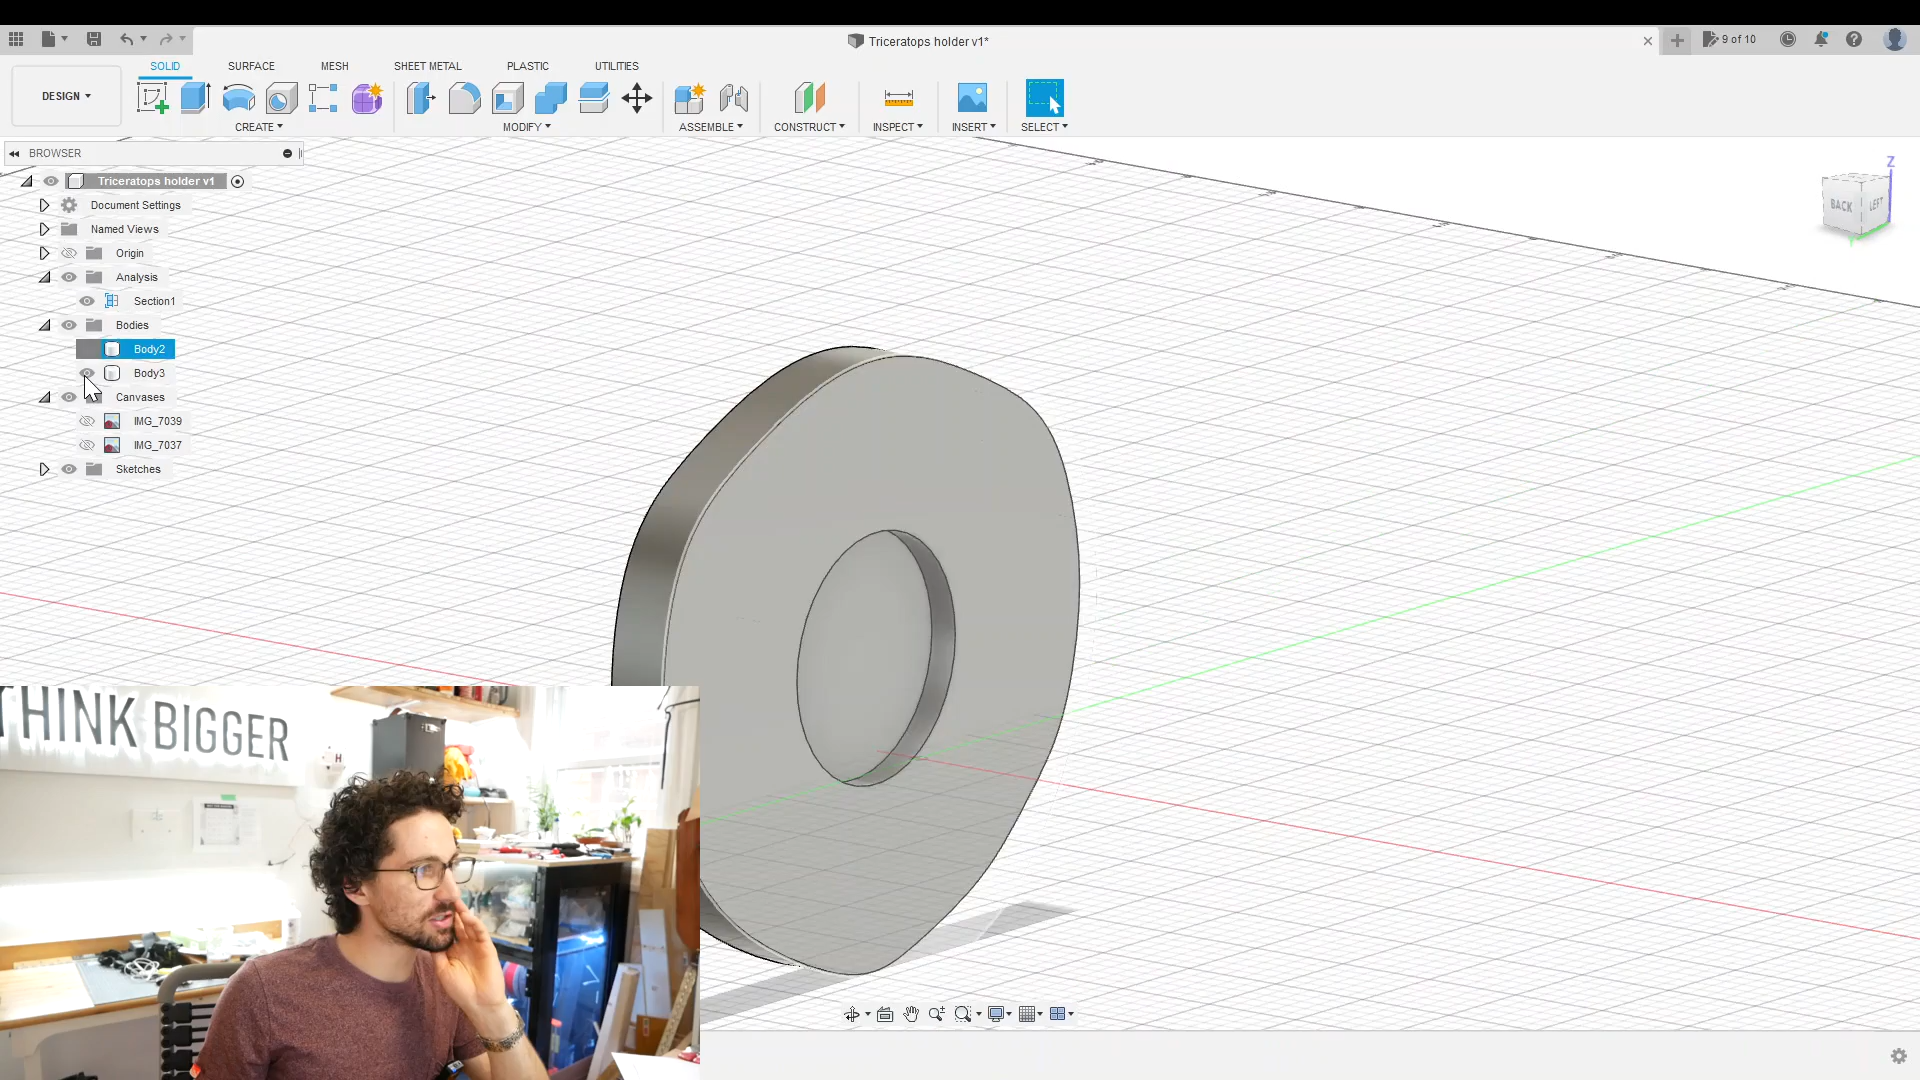 Triceratops holder v1*
9 of 10
DESIGN
SOLID
SURFACE
MESH
SHEET METAL
PLASTIC
UTILITIES
CREATE
MODIFY
ASSEMBLE
CONSTRUCT
INSPECT
INSERT
SELECT
BROWSER
Triceratops holder v1
Document Settings
Named Views
Origin
Analysis
Section1
Bodies
Body2
Body3
Canvases
IMG_7039
IMG_7037
Sketches
Z
BACK
LEFT
Y
THINK BIGGER
H